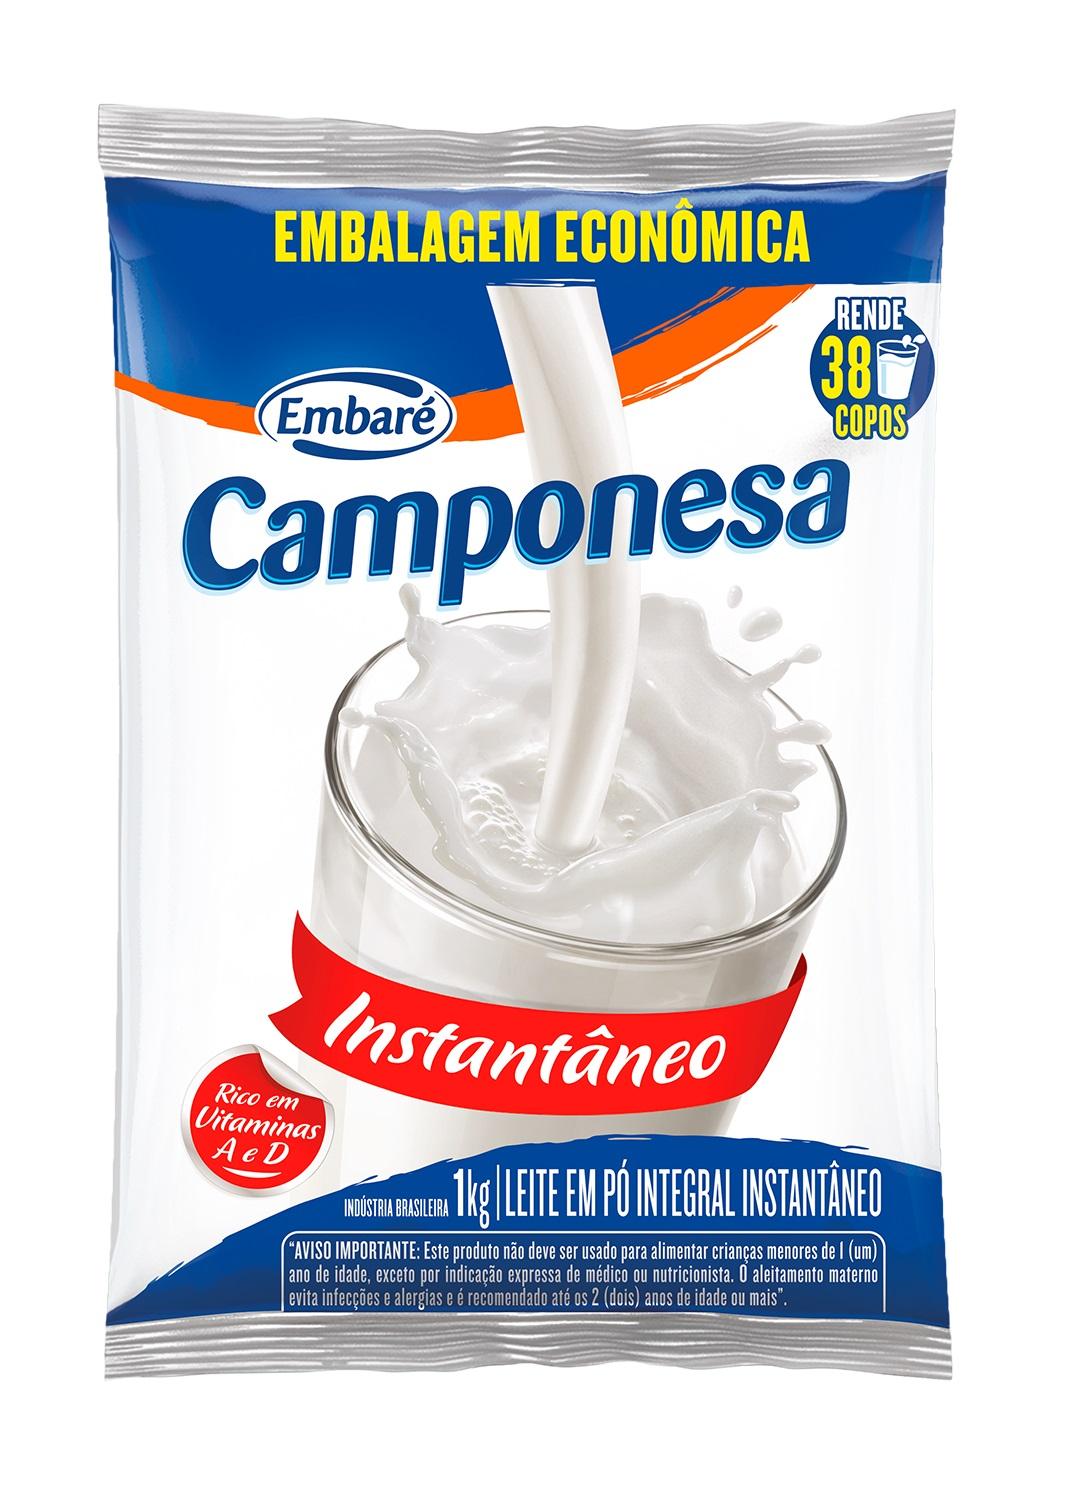 EMBALAGEM ECONÔMICA
RENDE
38
COPOS
Embaré
Camponesa
Instantâneo
Rico em
Vitaminas
A e D
INDÚSTRIA BRASILEIRA 1kg | LEITE EM PÓ INTEGRAL INSTANTÂNEO
"AVISO IMPORTANTE: Este produto não deve ser usado para alimentar crianças menores de 1 (um)
ano de idade, exceto por indicação expressa de médico ou nutricionista. O aleitamento materno
evita infecções e alergias e é recomendado até os 2 (dois) anos de idade ou mais".